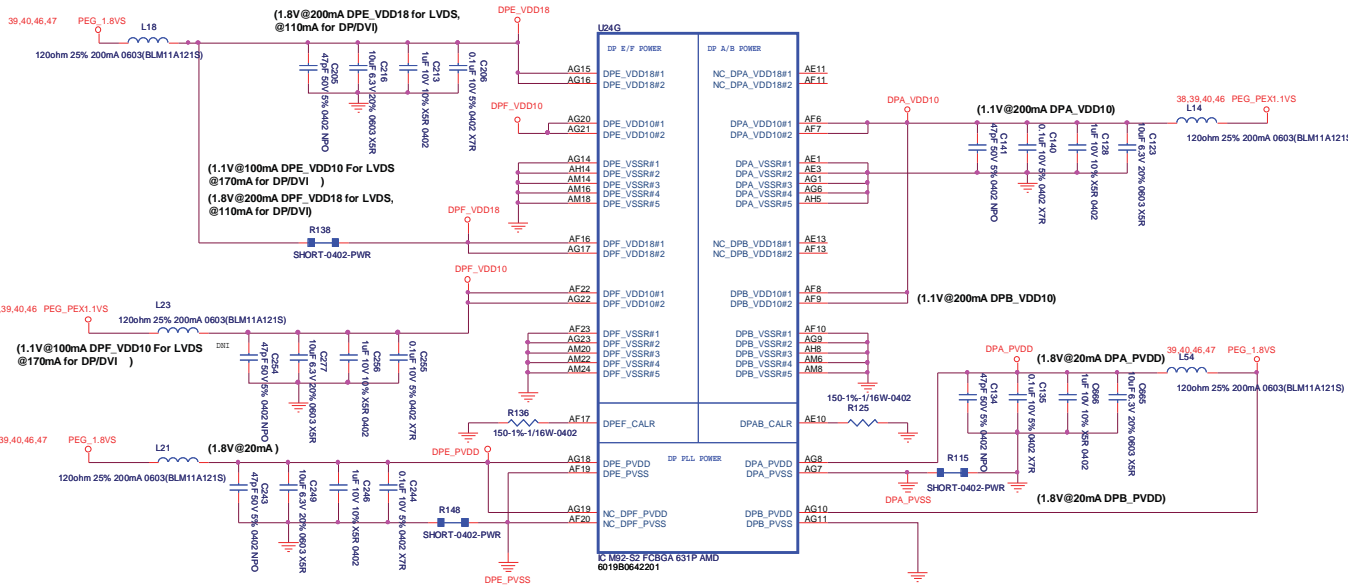 39,40,46,47
PEG_1.8VS
L18
120ohm 25% 200mA 0603(BLM11A121S)
(1.8V@200mA DPE_VDD18 for LVDS,
@110mA for DP/DVI)
DPE_VDD18
C205
47pF 50V 5% 0402 NPO
C216
10uF 6.3V 20% 0603 X5R
C213
1uF 10V 10% X5R 0402
C206
0.1uF 10V 5% 0402 X7R
DPF_VDD10
(1.1V@100mA DPE_VDD10 For LVDS
@170mA for DP/DVI )
(1.8V@200mA DPF_VDD18 for LVDS,
@110mA for DP/DVI)
DPF_VDD18
R138
SHORT-0402-PWR
DPF_VDD10
39,40,46
PEG_PEX1.1VS
L23
120ohm 25% 200mA 0603(BLM11A121S)
(1.1V@100mA DPF_VDD10 For LVDS
@170mA for DP/DVI )
DNI
C254
47pF 50V 5% 0402 NPO
C277
10uF 6.3V 20% 0603 X5R
C256
1uF 10V 10% X5R 0402
C255
0.1uF 10V 5% 0402 X7R
R136
150-1%-1/16W-0402
39,40,46,47
PEG_1.8VS
L21
120ohm 25% 200mA 0603(BLM11A121S)
(1.8V@20mA )
DPE_PVDD
C243
47pF 50V 5% 0402 NPO
C249
10uF 6.3V 20% 0603 X5R
C246
1uF 10V 10% X5R 0402
C244
0.1uF 10V 5% 0402 X7R
R148
SHORT-0402-PWR
DPE_PVSS
U24G
DP E/F POWER
DP A/B POWER
AG15 DPE_VDD18#1
AG16 DPE_VDD18#2
AG20 DPE_VDD10#1
AG21 DPE_VDD10#2
AG14 DPE_VSSR#1
AH14 DPE_VSSR#2
AM14 DPE_VSSR#3
AM16 DPE_VSSR#4
AM18 DPE_VSSR#5
AF16 DPF_VDD18#1
AG17 DPF_VDD18#2
AF22 DPF_VDD10#1
AG22 DPF_VDD10#2
AF23 DPF_VSSR#1
AG23 DPF_VSSR#2
AM20 DPF_VSSR#3
AM22 DPF_VSSR#4
AM24 DPF_VSSR#5
AF17 DPEF_CALR
DP PLL POWER
AG18 DPE_PVDD
AF19 DPE_PVSS
AG19 NC_DPF_PVDD
AF20 NC_DPF_PVSS
NC_DPA_VDD18#1 AE11
NC_DPA_VDD18#2 AF11
DPA_VDD10#1 AF6
DPA_VDD10#2 AF7
DPA_VSSR#1 AE1
DPA_VSSR#2 AE3
DPA_VSSR#3 AG1
DPA_VSSR#4 AG6
DPA_VSSR#5 AH5
NC_DPB_VDD18#1 AE13
NC_DPB_VDD18#2 AF13
DPB_VDD10#1 AF8
DPB_VDD10#2 AF9
DPB_VSSR#1 AF10
DPB_VSSR#2 AG9
DPB_VSSR#3 AH8
DPB_VSSR#4 AM6
DPB_VSSR#5 AM8
DPAB_CALR AE10
DPA_PVDD AG8
DPA_PVSS AG7
DPB_PVDD AG10
DPB_PVSS AG11
IC M92-S2 FCBGA 631P AMD
6019B0642201
DPA_VDD10
(1.1V@200mA DPA_VDD10)
38,39,40,46
PEG_PEX1.1VS
L14
120ohm 25% 200mA 0603(BLM11A121S
C141
47pF 50V 5% 0402 NPO
C140
0.1uF 10V 5% 0402 X7R
C128
1uF 10V 10% X5R 0402
C123
10uF 6.3V 20% 0603 X5R
(1.1V@200mA DPB_VDD10)
DPA_PVDD
(1.8V@20mA DPA_PVDD)
39,40,46,47
PEG_1.8VS
L54
120ohm 25% 200mA 0603(BLM11A121S)
C134
47pF 50V 5% 0402 NPO
C135
0.1uF 10V 5% 0402 X7R
C666
1uF 10V 10% X5R 0402
C665
10uF 6.3V 20% 0603 X5R
150-1%-1/16W-0402
R125
R115
SHORT-0402-PWR
DPA_PVSS
(1.8V@20mA DPB_PVDD)